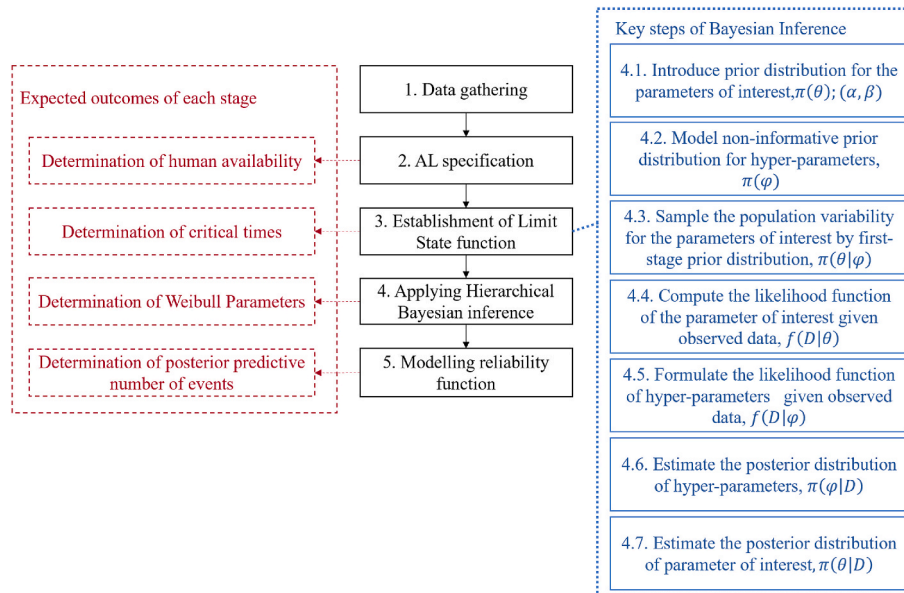 Expected outcomes of each stage
Determination of human availability
Determination of critical times
Determination of Weibull Parameters
Determination of posterior predictive
number of events
1. Data gathering
2. AL specification
3. Establishment of Limit
State function
4. Applying Hierarchical
Bayesian inference
5. Modelling reliability
function
Key steps of Bayesian Inference
4.1. Introduce prior distribution for the
parameters of interest,π(θ); (α, β)
4.2. Model non-informative prior
distribution for hyper-parameters,
π(φ)
4.3. Sample the population variability
for the parameters of interest by first-
stage prior distribution, π(θ|φ)
4.4. Compute the likelihood function
of the parameter of interest given
observed data, f(D|θ)
4.5. Formulate the likelihood function
of hyper-parameters given observed
data, f(D|φ)
4.6. Estimate the posterior distribution
of hyper-parameters, π(φ|D)
4.7. Estimate the posterior distribution
of parameter of interest, π(θ|D)